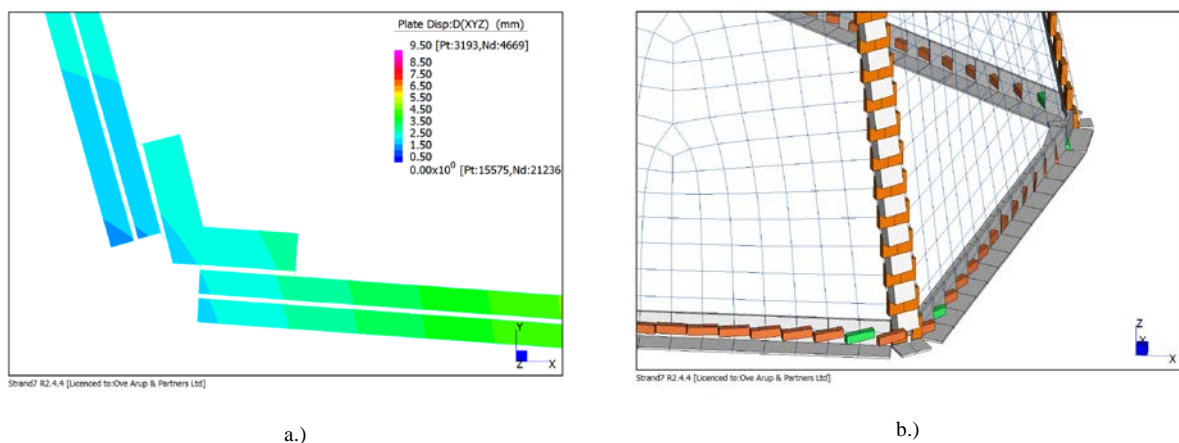 Plate Disp:D(XYZ) (mm)
9.50 [Pt:3193,Nd:4669]
8.50
7.50
6.50
5.50
4.50
3.50
2.50
1.50
0.50
0.00x10⁰ [Pt:15575,Nd:21236
Y
Z X
Strand7 R2.4.4 [Licenced to:Ove Arup & Partners Ltd]
a.)
Z
Y
X
Strand7 R2.4.4 [Licenced to:Ove Arup & Partners Ltd]
b.)